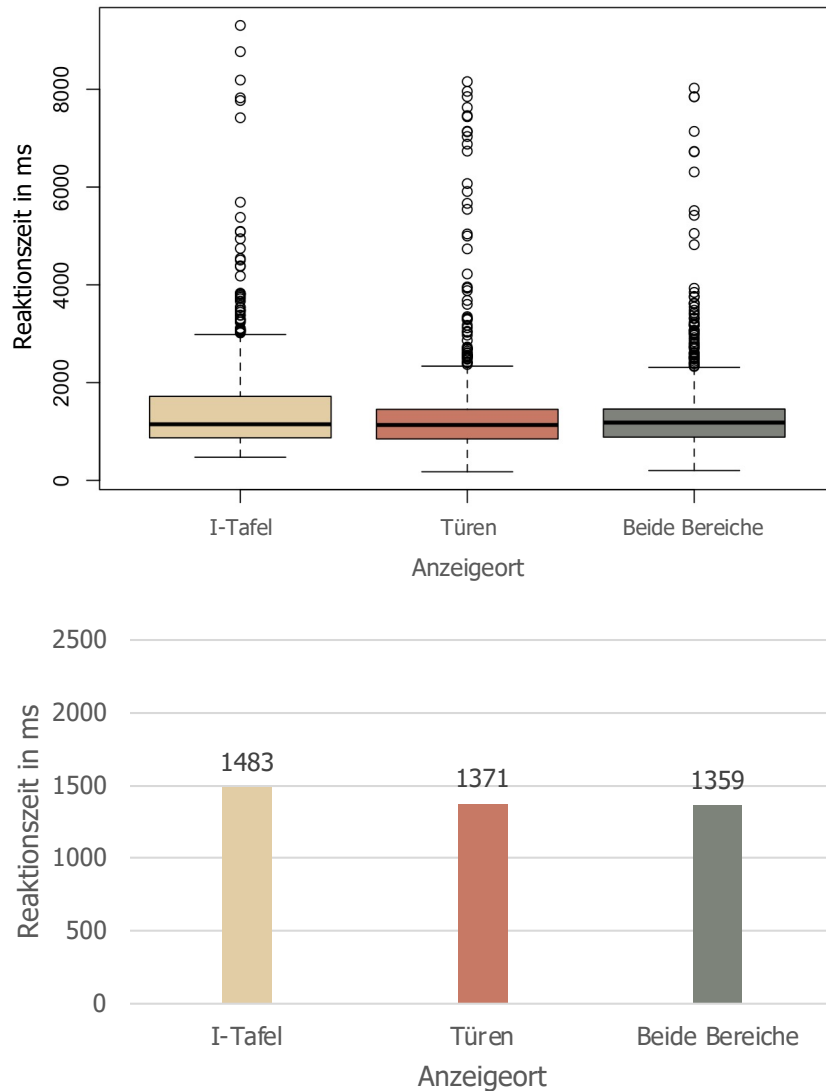 8000
6000
4000
2000
0
Reaktionszeit in ms
I-Tafel Türen Beide Bereiche
Anzeigeort
2500
2000
1500
1000
500
0
Reaktionszeit in ms
1483 1371 1359
I-Tafel Türen Beide Bereiche
Anzeigeort